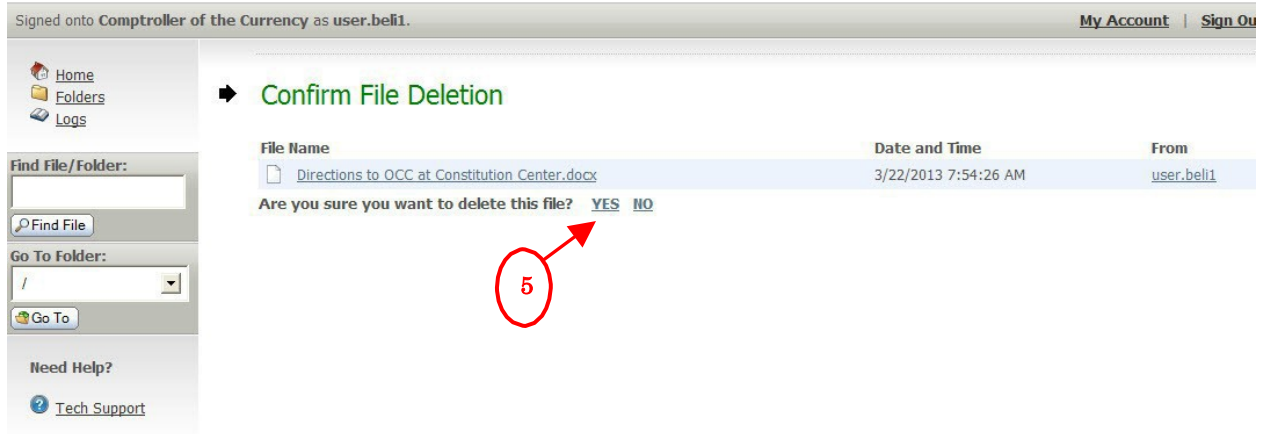 Signed onto Comptroller of the Currency as user.beli1.
My Account | Sign Ou
Home
Folders
Logs
Find File/Folder:
Find File
Go To Folder:
/
Go To
Need Help?
Tech Support
Confirm File Deletion
File Name Date and Time From
Directions to OCC at Constitution Center.docx 3/22/2013 7:54:26 AM user.beli1
Are you sure you want to delete this file? YES NO
5